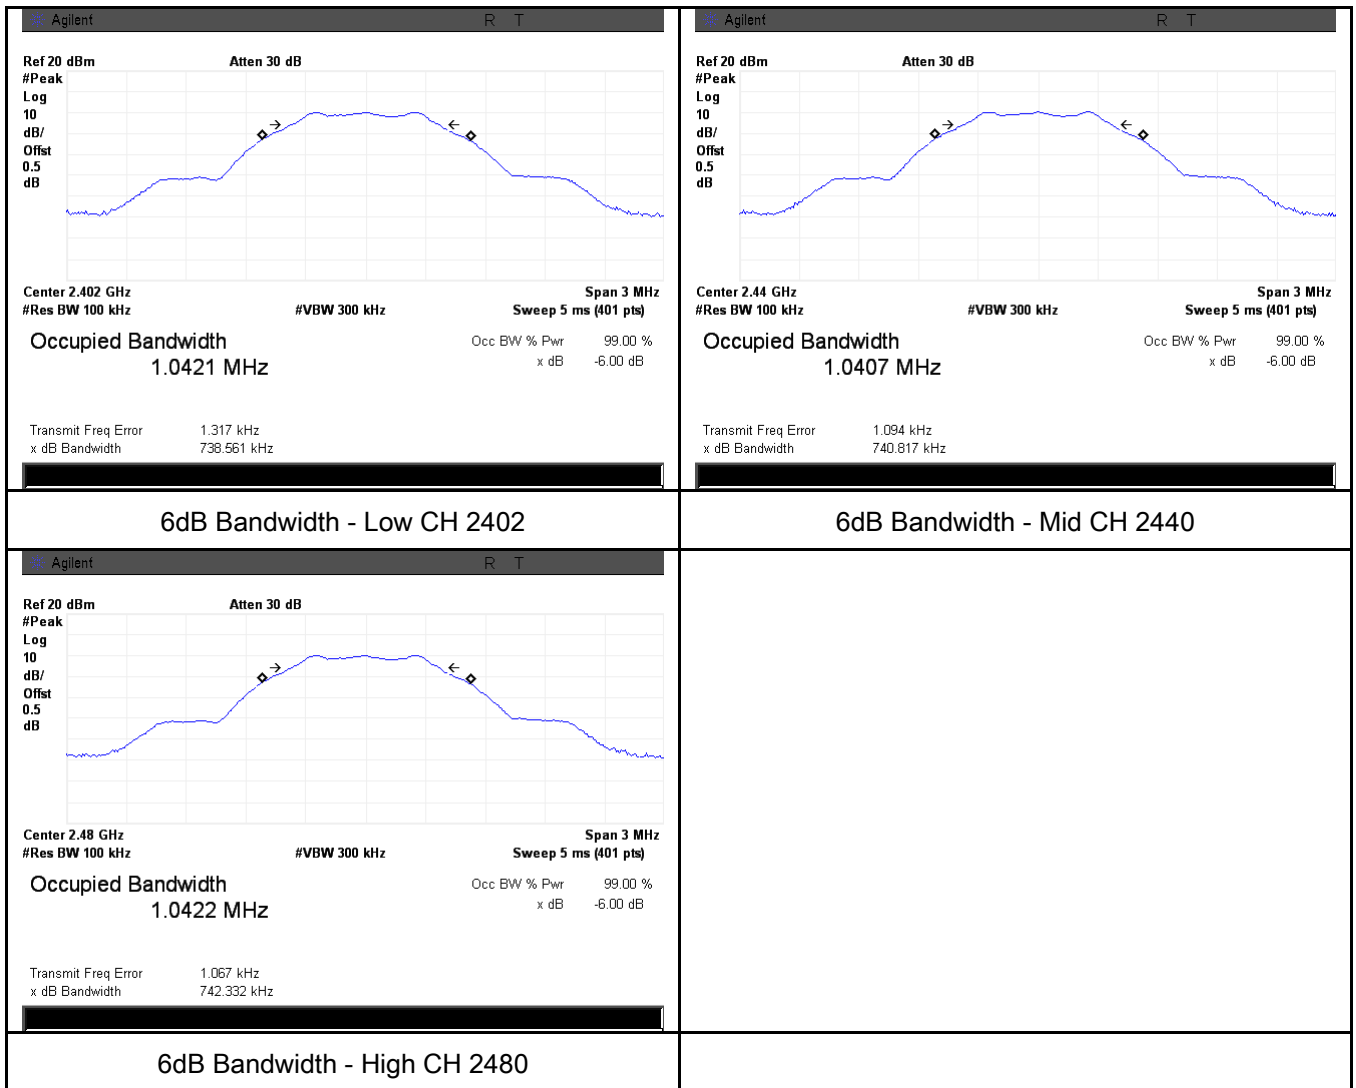 Agilent R T
Ref 20 dBm Atten 30 dB
#Peak
Log
10
dB/
Offst
0.5
dB
Center 2.402 GHz Span 3 MHz
#Res BW 100 kHz #VBW 300 kHz Sweep 5 ms (401 pts)
Occupied Bandwidth Occ BW % Pwr 99.00 %
1.0421 MHz x dB -6.00 dB
Transmit Freq Error 1.317 kHz
x dB Bandwidth 738.561 kHz
6dB Bandwidth - Low CH 2402
Agilent R T
Ref 20 dBm Atten 30 dB
#Peak
Log
10
dB/
Offst
0.5
dB
Center 2.44 GHz Span 3 MHz
#Res BW 100 kHz #VBW 300 kHz Sweep 5 ms (401 pts)
Occupied Bandwidth Occ BW % Pwr 99.00 %
1.0407 MHz x dB -6.00 dB
Transmit Freq Error 1.094 kHz
x dB Bandwidth 740.817 kHz
6dB Bandwidth - Mid CH 2440
Agilent R T
Ref 20 dBm Atten 30 dB
#Peak
Log
10
dB/
Offst
0.5
dB
Center 2.48 GHz Span 3 MHz
#Res BW 100 kHz #VBW 300 kHz Sweep 5 ms (401 pts)
Occupied Bandwidth Occ BW % Pwr 99.00 %
1.0422 MHz x dB -6.00 dB
Transmit Freq Error 1.067 kHz
x dB Bandwidth 742.332 kHz
6dB Bandwidth - High CH 2480